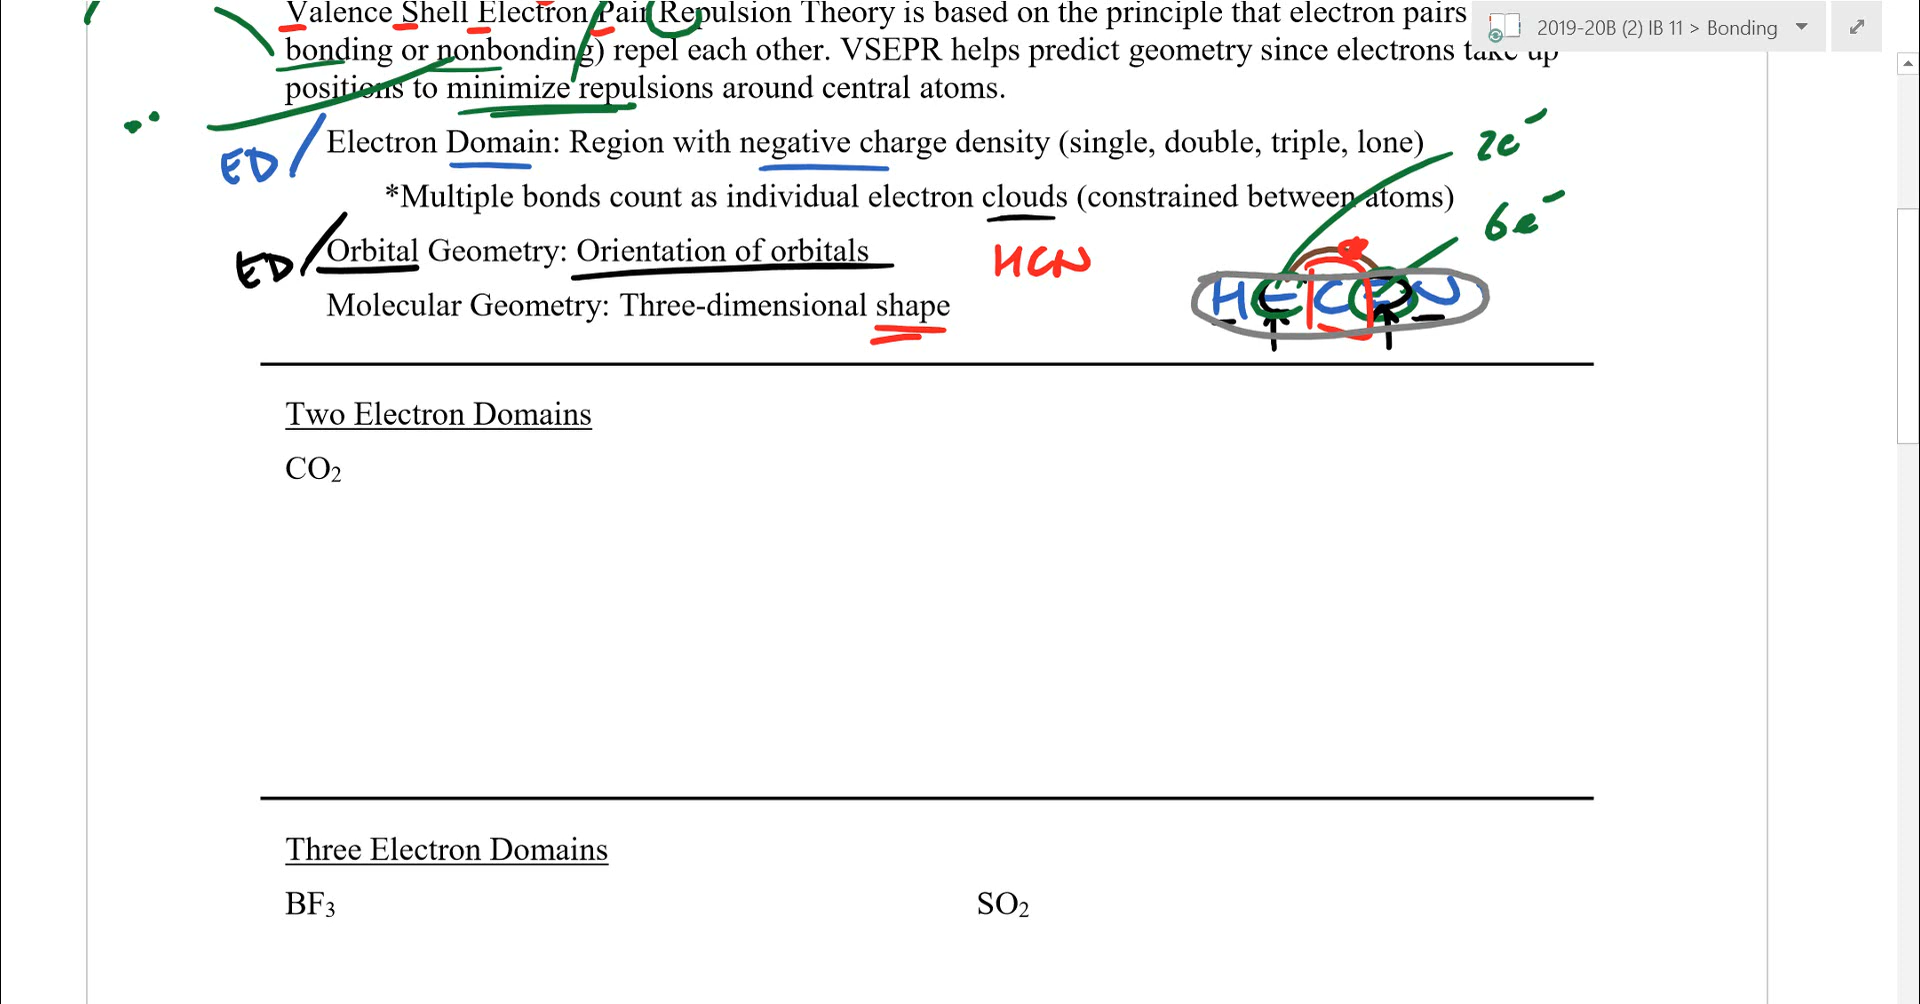 2019-20B (2) IB 11 > Bonding
Valence Shell Electron Pair Repulsion Theory is based on the principle that electron pairs
bonding or nonbonding) repel each other. VSEPR helps predict geometry since electrons take up
positions to minimize repulsions around central atoms.
2e⁻
ED/ Electron Domain: Region with negative charge density (single, double, triple, lone)
*Multiple bonds count as individual electron clouds (constrained between atoms)
6e⁻
ED/ Orbital Geometry: Orientation of orbitals
HCN
Molecular Geometry: Three-dimensional shape
H C N
Two Electron Domains
CO₂
Three Electron Domains
BF₃ SO₂